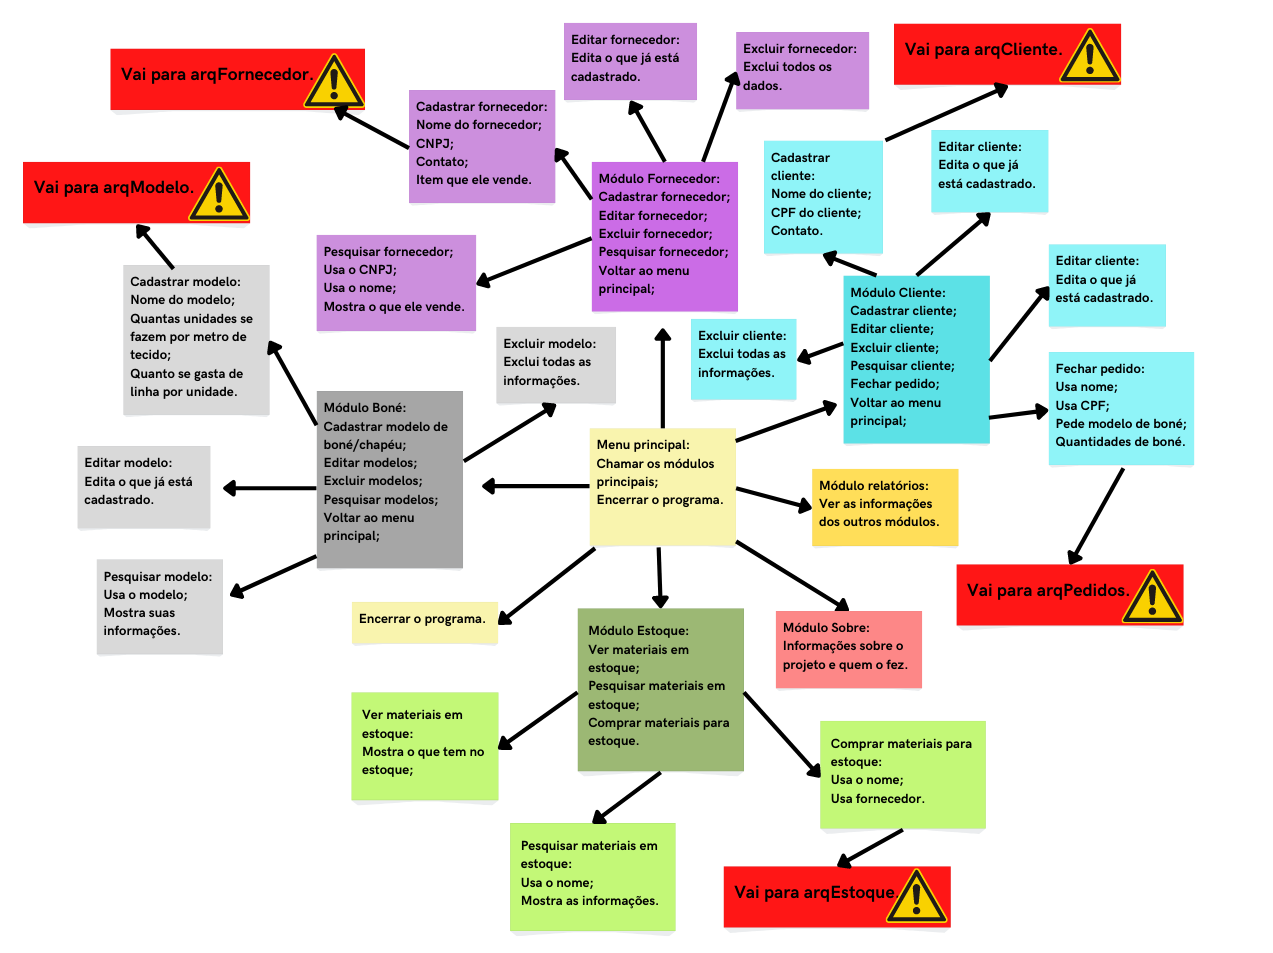 Vai para arqFornecedor.
Cadastrar fornecedor:
Nome do fornecedor;
CNPJ;
Contato;
Item que ele vende.
Editar fornecedor:
Edita o que já está
cadastrado.
Excluir fornecedor:
Exclui todos os
dados.
Vai para arqCliente.
Vai para arqModelo.
Pesquisar fornecedor;
Usa o CNPJ;
Usa o nome;
Mostra o que ele vende.
Módulo Fornecedor:
Cadastrar fornecedor;
Editar fornecedor;
Excluir fornecedor;
Pesquisar fornecedor;
Voltar ao menu
principal;
Cadastrar
cliente:
Nome do cliente;
CPF do cliente;
Contato.
Editar cliente:
Edita o que já
está cadastrado.
Editar cliente:
Edita o que já
está cadastrado.
Cadastrar modelo:
Nome do modelo;
Quantas unidades se
fazem por metro de
tecido;
Quanto se gasta de
linha por unidade.
Excluir modelo:
Exclui todas as
informações.
Excluir cliente:
Exclui todas as
informações.
Módulo Cliente:
Cadastrar cliente;
Editar cliente;
Excluir cliente;
Pesquisar cliente;
Fechar pedido;
Voltar ao menu
principal;
Fechar pedido:
Usa nome;
Usa CPF;
Pede modelo de boné;
Quantidades de boné.
Módulo Boné:
Cadastrar modelo de
boné/chapéu;
Editar modelos;
Excluir modelos;
Pesquisar modelos;
Voltar ao menu
principal;
Menu principal:
Chamar os módulos
principais;
Encerrar o programa.
Editar modelo:
Edita o que já está
cadastrado.
Módulo relatórios:
Ver as informações
dos outros módulos.
Pesquisar modelo:
Usa o modelo;
Mostra suas
informações.
Encerrar o programa.
Módulo Estoque:
Ver materiais em
estoque;
Pesquisar materiais em
estoque;
Comprar materiais para
estoque.
Módulo Sobre:
Informações sobre o
projeto e quem o fez.
Vai para arqPedidos.
Ver materiais em
estoque:
Mostra o que tem no
estoque;
Comprar materiais para
estoque:
Usa o nome;
Usa fornecedor.
Pesquisar materiais em
estoque:
Usa o nome;
Mostra as informações.
Vai para arqEstoque